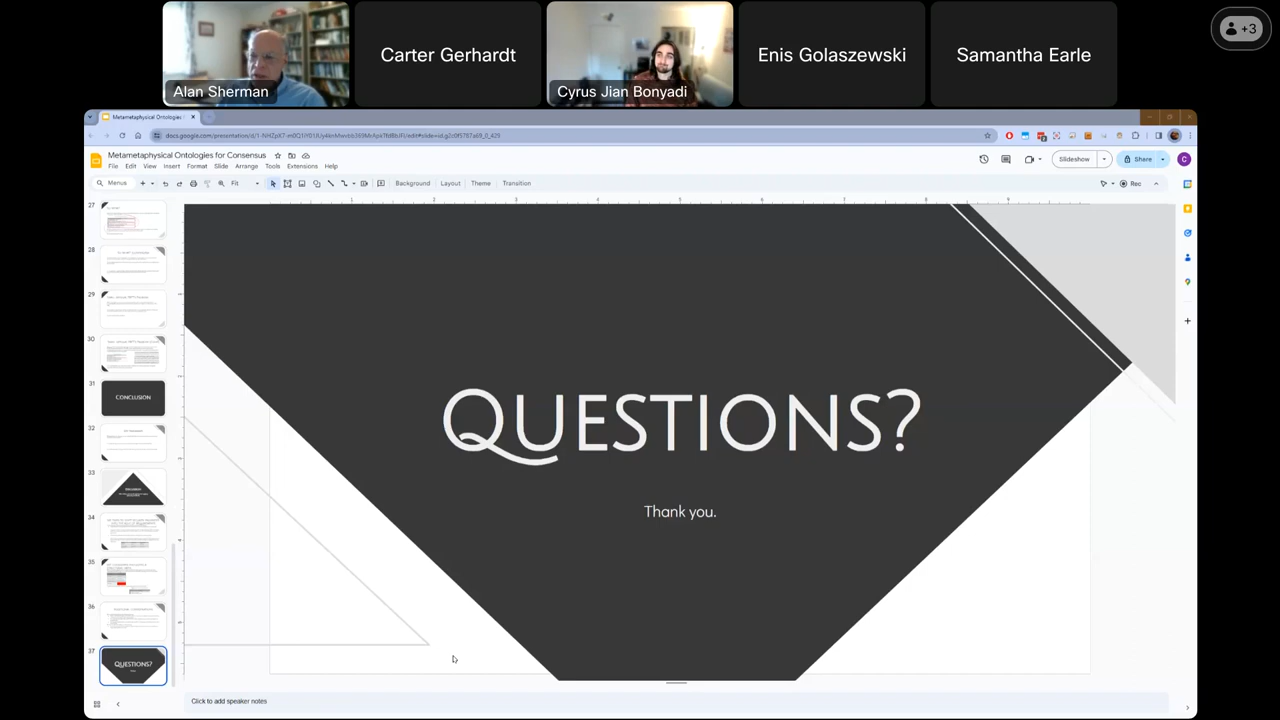 Carter Gerhardt
Enis Golaszewski
Samantha Earle
+3
Alan Sherman
Cyrus Jian Bonyadi
Metametaphysical Ontologies f
Metametaphysical Ontologies for Consensus
File Edit View Insert Format Slide Arrange Tools Extensions Help
Slideshow
Share
C
Menus
Fit
Background Layout Theme Transition
Rec
27
28
29
30
31
CONCLUSION
32
33
34
35
36
37
QUESTIONS?
QUESTIONS?
Thank you.
Click to add speaker notes